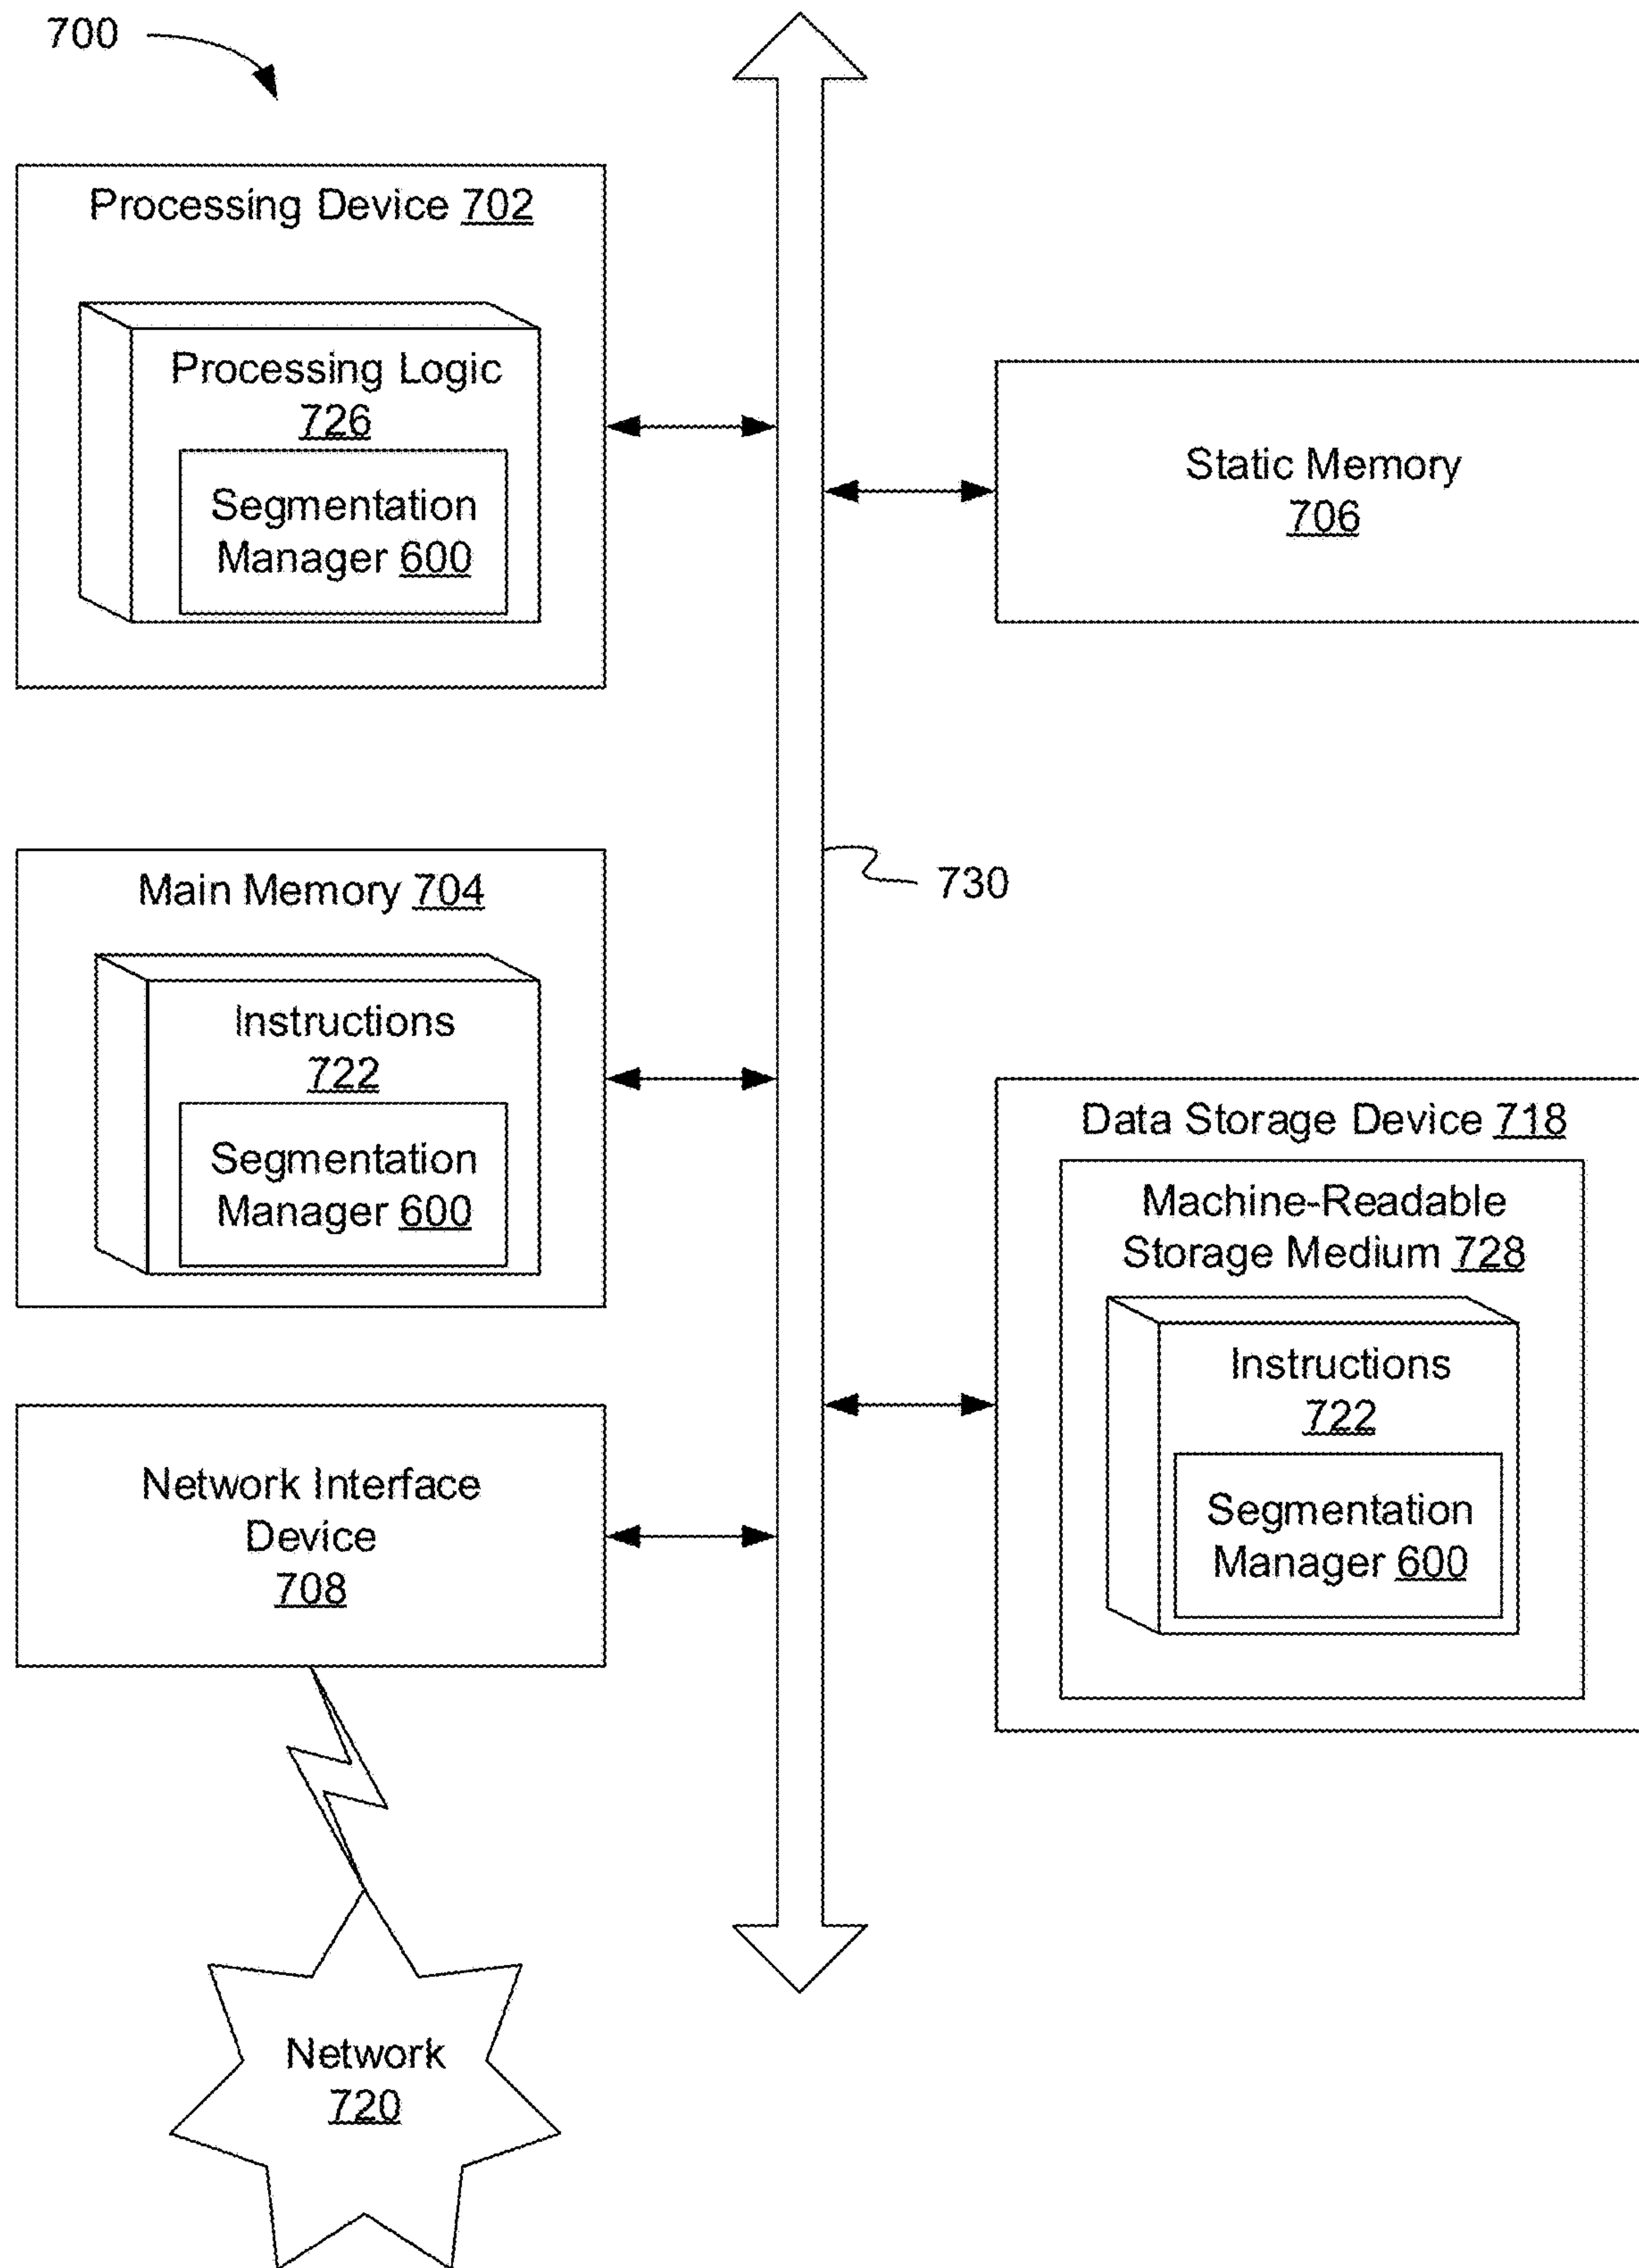 700
Processing Device 702
Processing Logic
726
Segmentation
Manager 600
Static Memory
706
Main Memory 704
730
Instructions
722
Segmentation
Manager 600
Data Storage Device 718
Machine-Readable
Storage Medium 728
Instructions
722
Segmentation
Manager 600
Network Interface
Device
708
Network
720